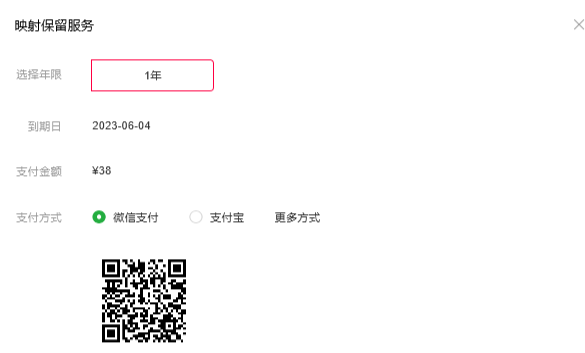 映射保留服务
选择年限 1年
到期日 2023-06-04
支付金额 ¥38
支付方式 微信支付 支付宝 更多方式